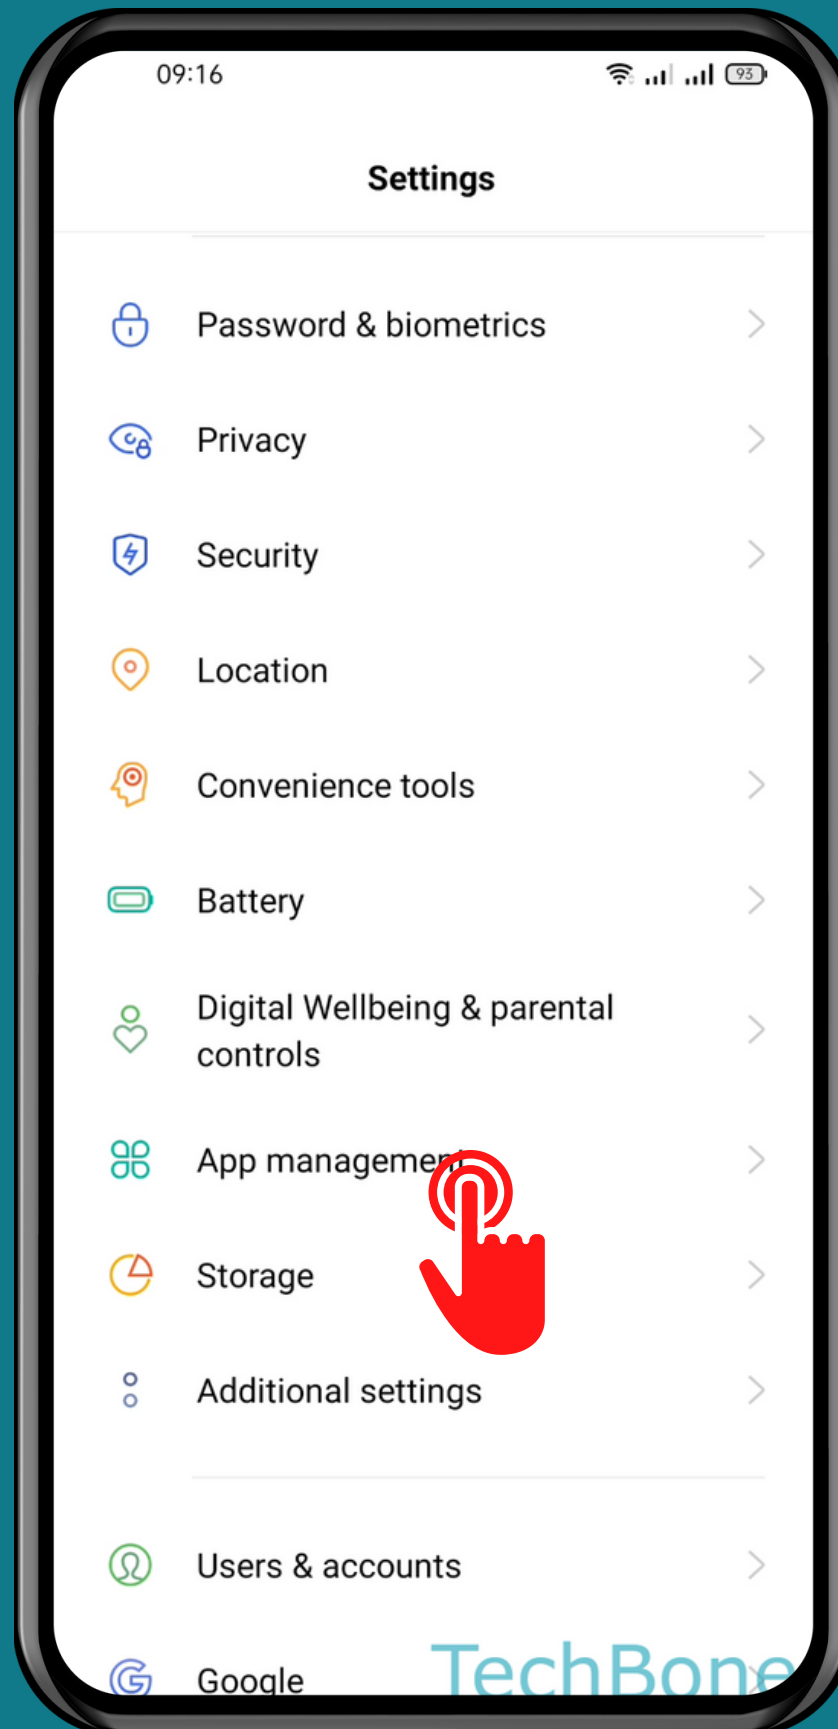 09:16
93
Settings
Password & biometrics
Privacy
Security
Location
Convenience tools
Battery
Digital Wellbeing & parental
controls
App management
Storage
Additional settings
Users & accounts
Google
TechBone